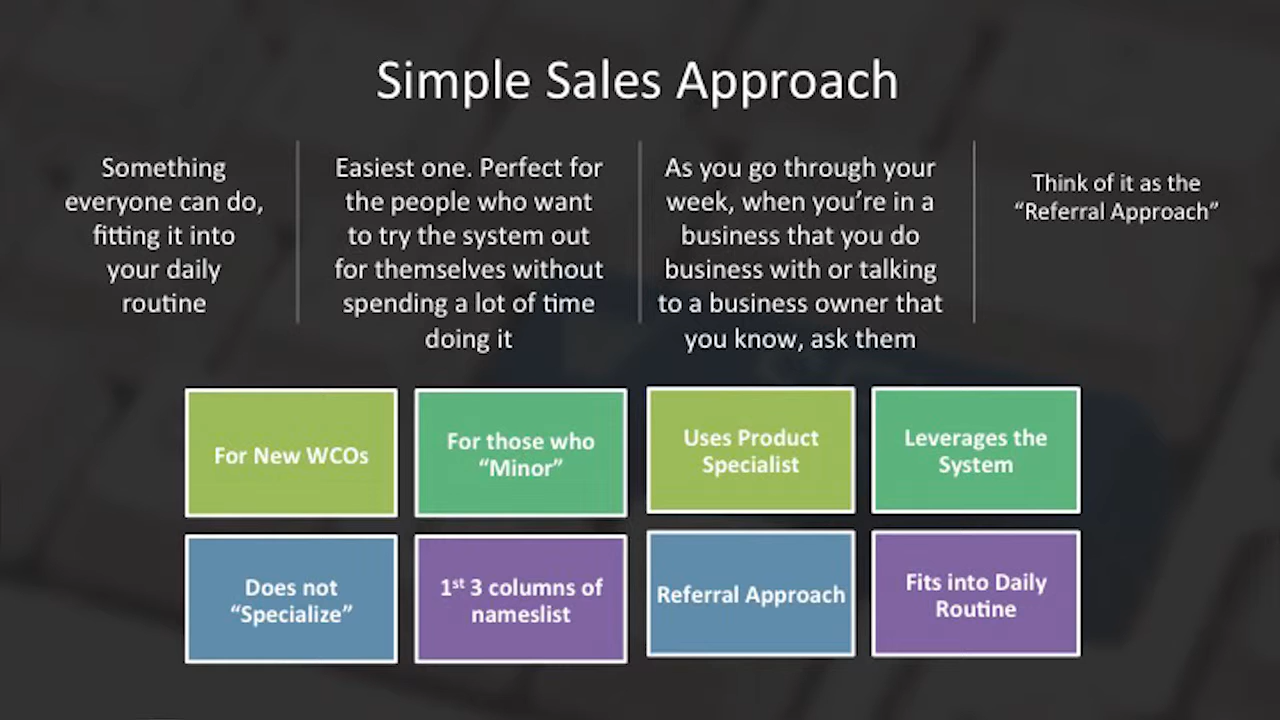 Simple Sales Approach
Something
everyone can do,
fitting it into
your daily
routine
Easiest one. Perfect for
the people who want
to try the system out
for themselves without
spending a lot of time
doing it
As you go through your
week, when you’re in a
business that you do
business with or talking
to a business owner that
you know, ask them
Think of it as the
“Referral Approach”
For New WCOs
For those who
“Minor”
Uses Product
Specialist
Leverages the
System
Does not
“Specialize”
1st 3 columns of
nameslist
Referral Approach
Fits into Daily
Routine